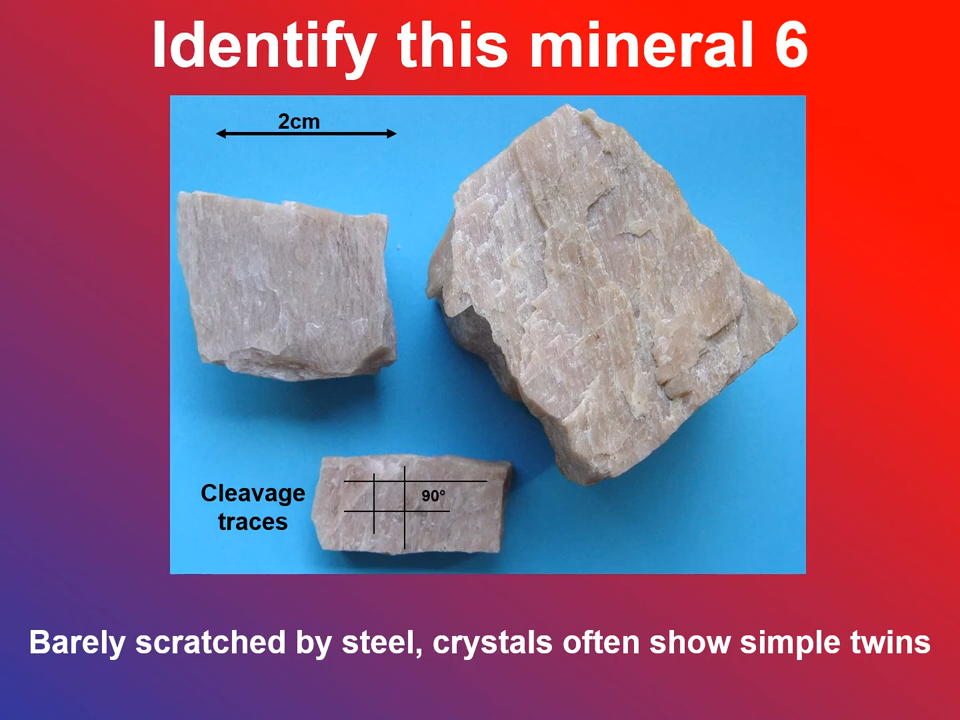 Identify this mineral 6
2cm
Cleavage
traces
90°
Barely scratched by steel, crystals often show simple twins